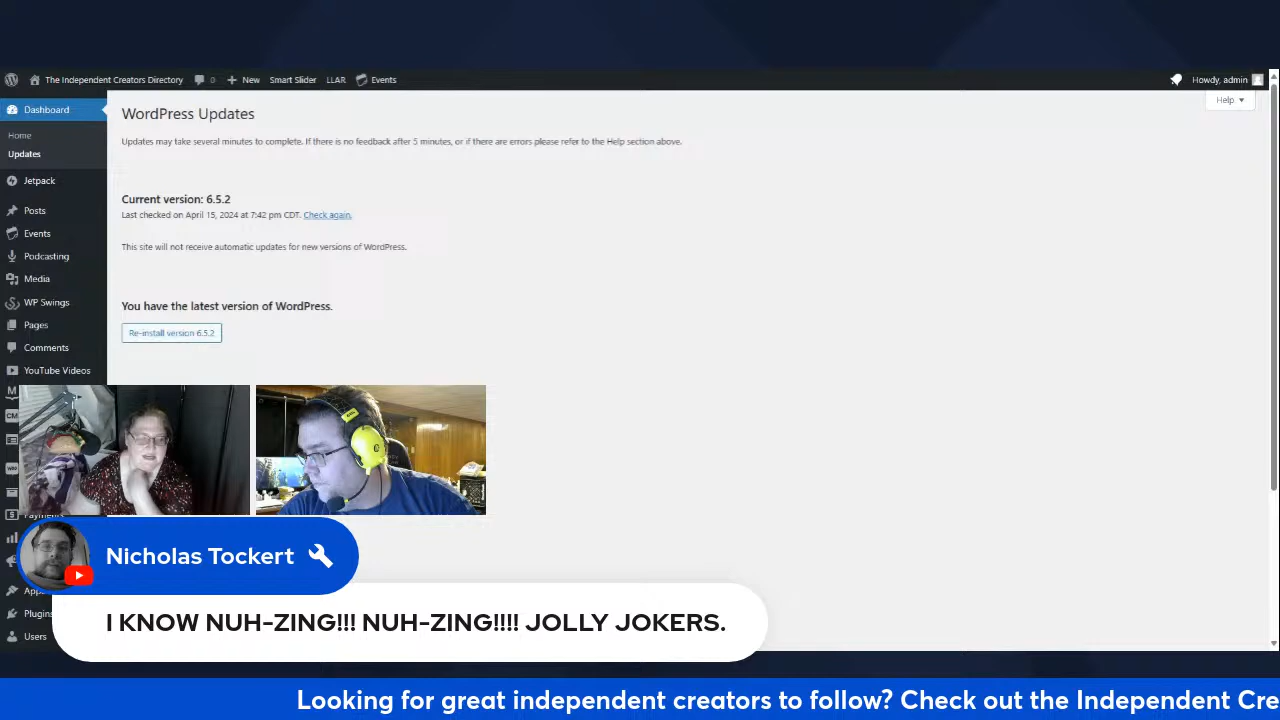 The Independent Creators Directory 0 New Smart Slider LLAR Events Howdy, admin
Help
Dashboard
Home
Updates
Jetpack
Posts
Events
Podcasting
Media
WP Swings
Pages
Comments
YouTube Videos
Plugins
Users
WordPress Updates
Updates may take several minutes to complete. If there is no feedback after 5 minutes, or if there are errors please refer to the Help section above.
Current version: 6.5.2
Last checked on April 15, 2024 at 7:42 pm CDT. Check again.
This site will not receive automatic updates for new versions of WordPress.
You have the latest version of WordPress.
Re-install version 6.5.2
Nicholas Tockert
I KNOW NUH-ZING!!! NUH-ZING!!!! JOLLY JOKERS.
Looking for great independent creators to follow? Check out the Independent Cre